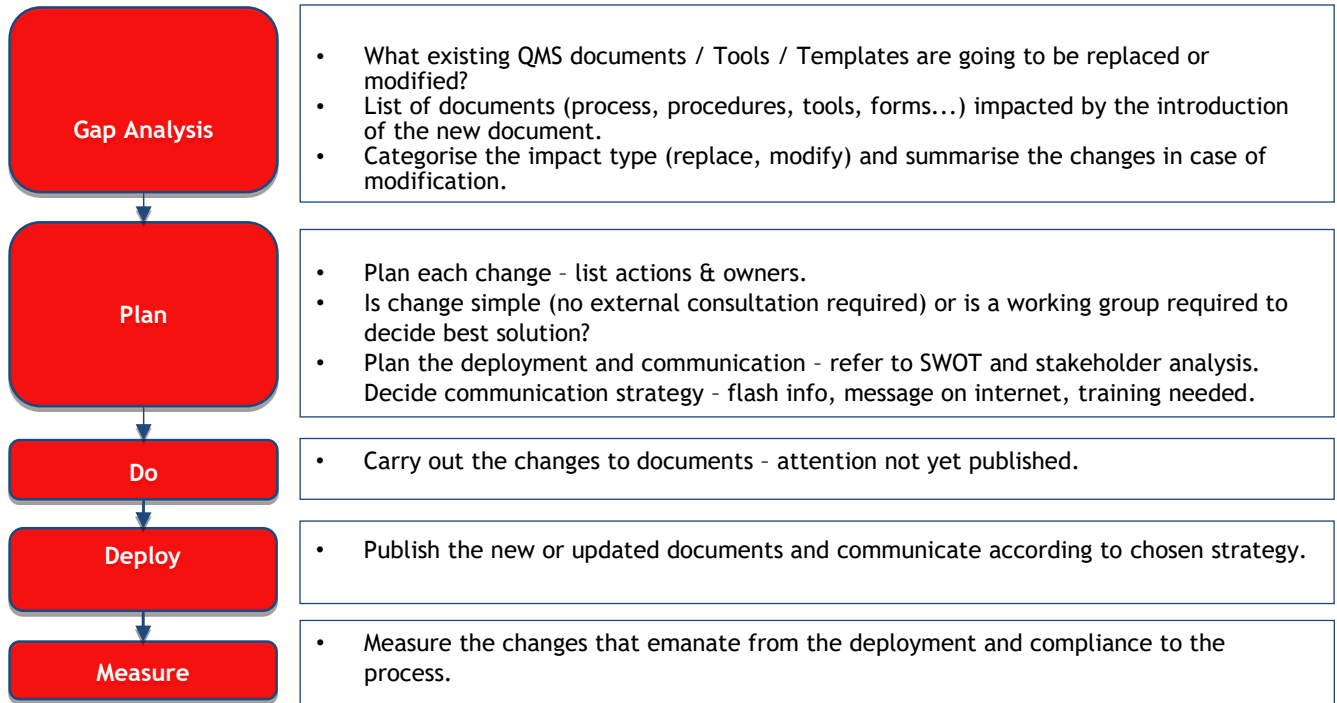 Gap Analysis
• What existing QMS documents / Tools / Templates are going to be replaced or
modified?
• List of documents (process, procedures, tools, forms...) impacted by the introduction
of the new document.
• Categorise the impact type (replace, modify) and summarise the changes in case of
modification.
Plan
• Plan each change – list actions & owners.
• Is change simple (no external consultation required) or is a working group required to
decide best solution?
• Plan the deployment and communication – refer to SWOT and stakeholder analysis.
Decide communication strategy – flash info, message on internet, training needed.
Do
• Carry out the changes to documents – attention not yet published.
Deploy
• Publish the new or updated documents and communicate according to chosen strategy.
Measure
• Measure the changes that emanate from the deployment and compliance to the
process.